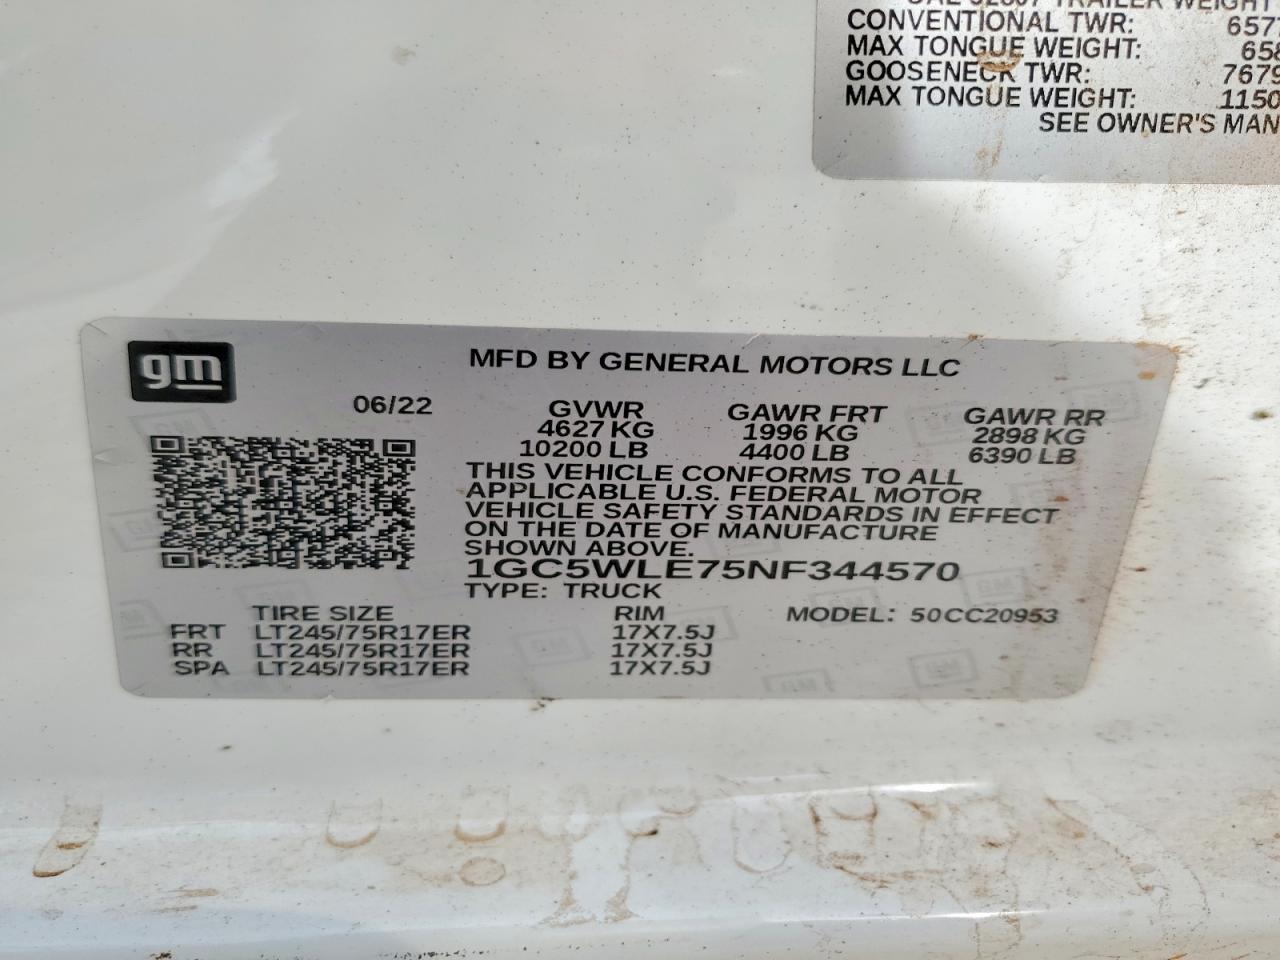 CONVENTIONAL TWR: 657
MAX TONGUE WEIGHT: 658
GOOSENECK TWR: 7679
MAX TONGUE WEIGHT: 1150
SEE OWNER'S MAN
gm
MFD BY GENERAL MOTORS LLC
06/22
GVWR GAWR FRT GAWR RR
4627 KG 1996 KG 2898 KG
10200 LB 4400 LB 6390 LB
THIS VEHICLE CONFORMS TO ALL
APPLICABLE U.S. FEDERAL MOTOR
VEHICLE SAFETY STANDARDS IN EFFECT
ON THE DATE OF MANUFACTURE
SHOWN ABOVE.
1GC5WLE75NF344570
TYPE: TRUCK
TIRE SIZE RIM MODEL: 50CC20953
FRT LT245/75R17ER 17X7.5J
RR LT245/75R17ER 17X7.5J
SPA LT245/75R17ER 17X7.5J